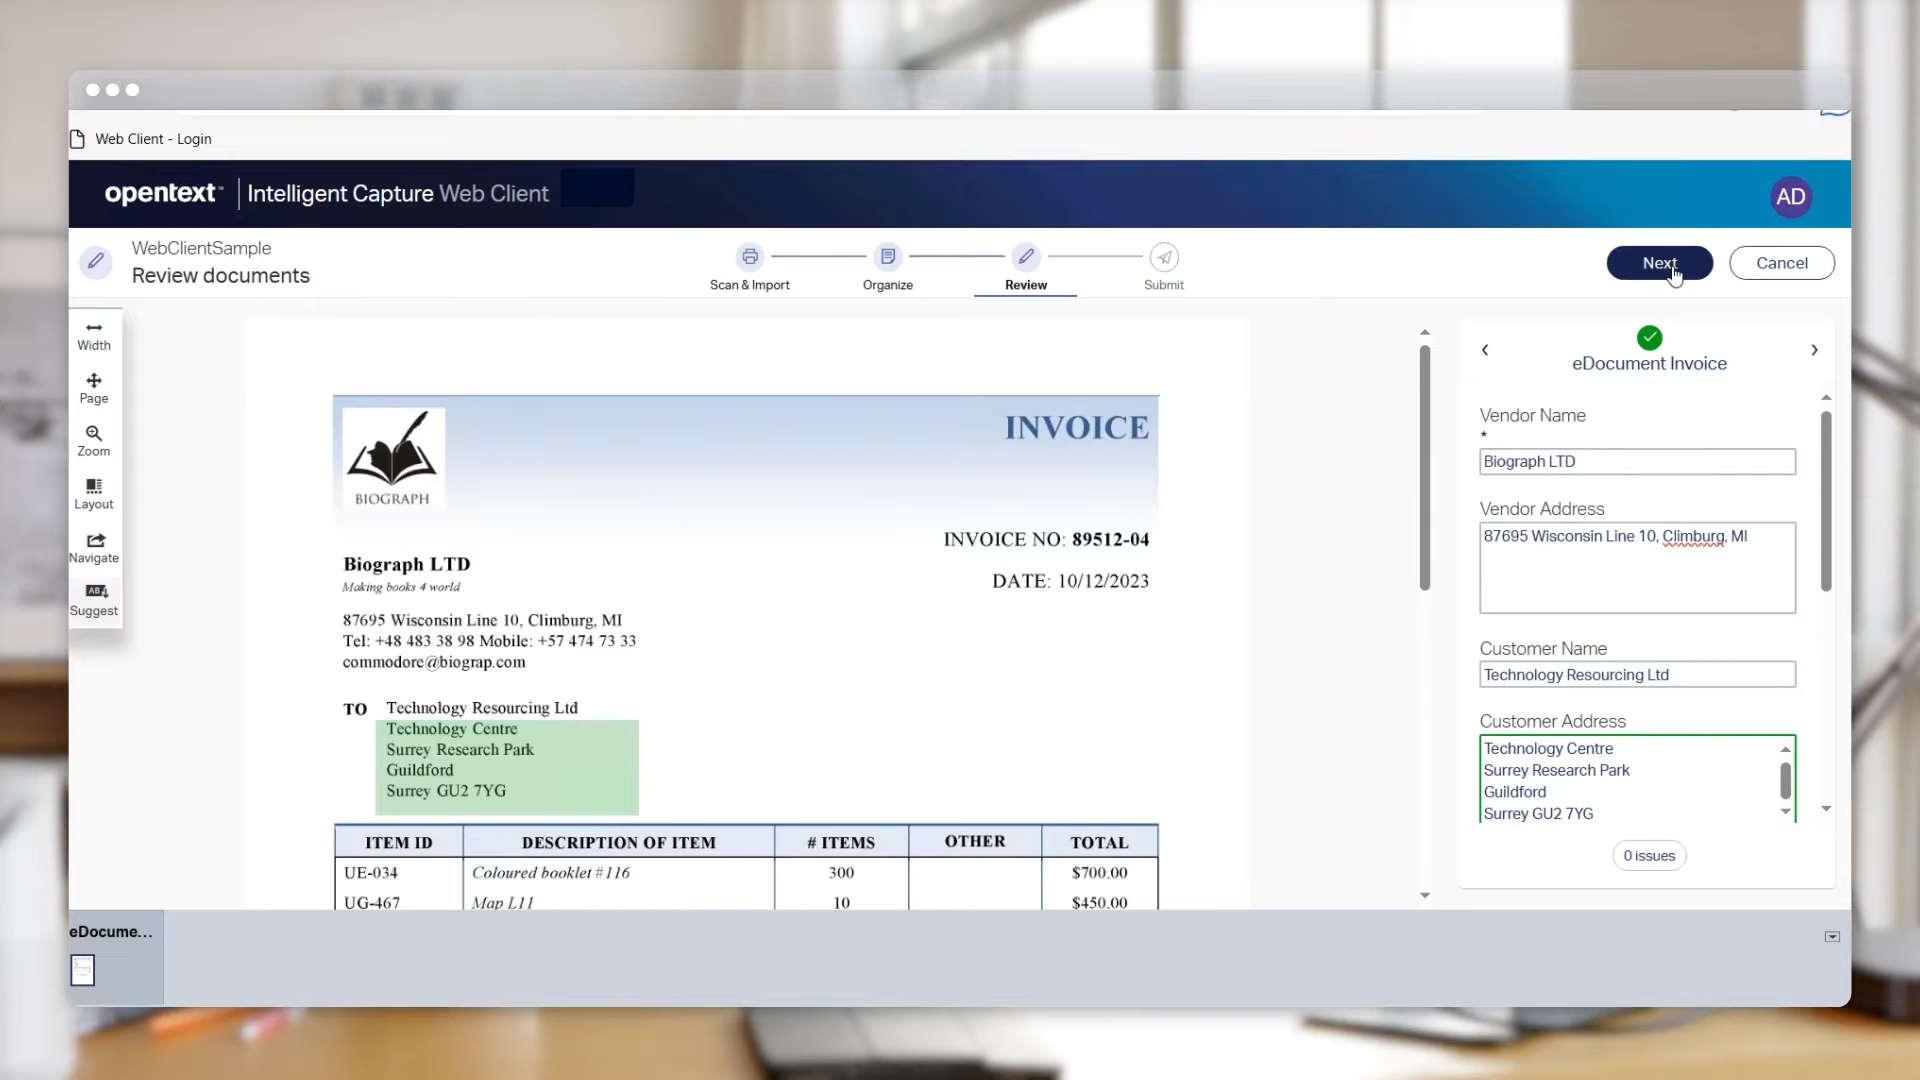 Web Client - Login
opentext™ | Intelligent Capture Web Client
AD
WebClientSample
Review documents
Scan & Import
Organize
Review
Submit
Next
Cancel
Width
Page
Zoom
Layout
Navigate
Suggest
BIOGRAPH
INVOICE
INVOICE NO: 89512-04
DATE: 10/12/2023
Biograph LTD
Making books 4 world
87695 Wisconsin Line 10, Climburg, MI
Tel: +48 483 38 98 Mobile: +57 474 73 33
commodore@biograp.com
TO Technology Resourcing Ltd
Technology Centre
Surrey Research Park
Guildford
Surrey GU2 7YG
ITEM ID DESCRIPTION OF ITEM # ITEMS OTHER TOTAL
UE-034 Coloured booklet #116 300 $700.00
UG-467 Map L11 10 $450.00
eDocument Invoice
Vendor Name
*
Biograph LTD
Vendor Address
87695 Wisconsin Line 10, Climburg, MI
Customer Name
Technology Resourcing Ltd
Customer Address
Technology Centre
Surrey Research Park
Guildford
Surrey GU2 7YG
0 issues
eDocume...